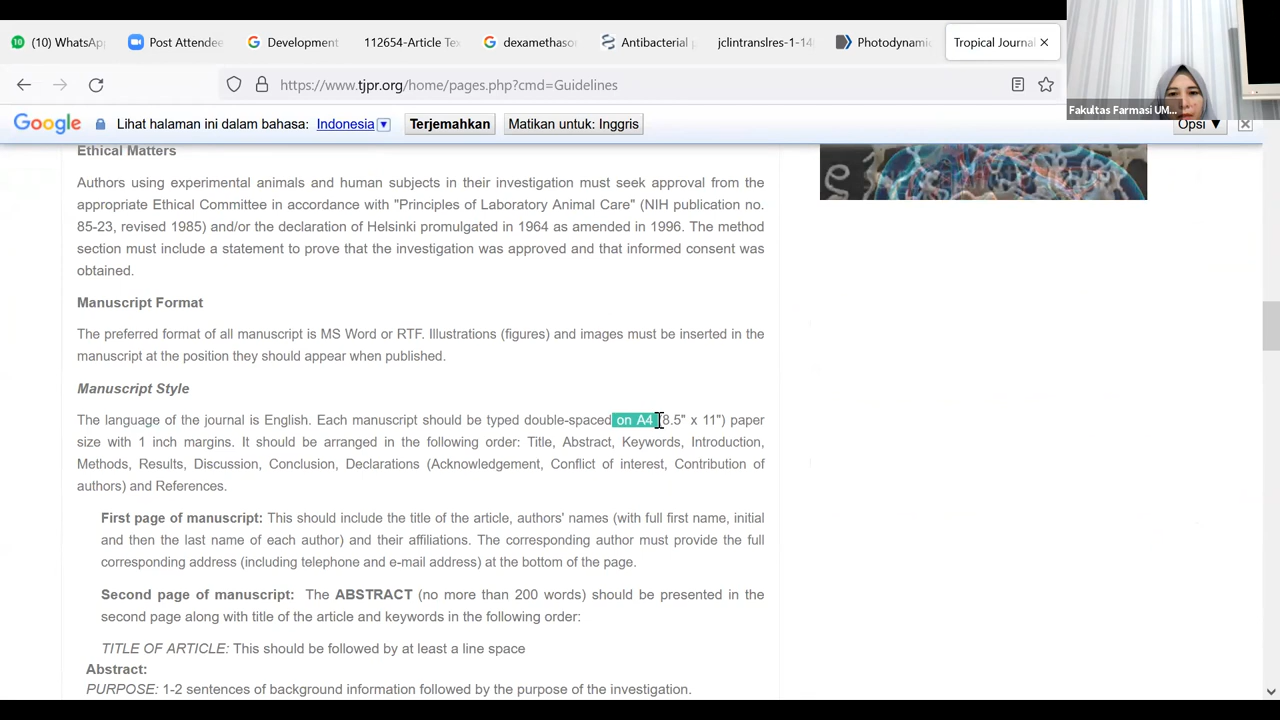 (10) WhatsAp
Post Attendee
Development
112654-Article Te
dexamethaso
Antibacterial
jclintranslres-1-14
Photodynami
Tropical Journa
https://www.tjpr.org/home/pages.php?cmd=Guidelines
Fakultas Farmasi UM...
Google Lihat halaman ini dalam bahasa: Indonesia Terjemahkan Matikan untuk: Inggris Opsi ▼
Ethical Matters
Authors using experimental animals and human subjects in their investigation must seek approval from the
appropriate Ethical Committee in accordance with "Principles of Laboratory Animal Care" (NIH publication no.
85-23, revised 1985) and/or the declaration of Helsinki promulgated in 1964 as amended in 1996. The method
section must include a statement to prove that the investigation was approved and that informed consent was
obtained.
Manuscript Format
The preferred format of all manuscript is MS Word or RTF. Illustrations (figures) and images must be inserted in the
manuscript at the position they should appear when published.
Manuscript Style
The language of the journal is English. Each manuscript should be typed double-spaced on A4 (8.5" x 11") paper
size with 1 inch margins. It should be arranged in the following order: Title, Abstract, Keywords, Introduction,
Methods, Results, Discussion, Conclusion, Declarations (Acknowledgement, Conflict of interest, Contribution of
authors) and References.
First page of manuscript: This should include the title of the article, authors' names (with full first name, initial
and then the last name of each author) and their affiliations. The corresponding author must provide the full
corresponding address (including telephone and e-mail address) at the bottom of the page.
Second page of manuscript: The ABSTRACT (no more than 200 words) should be presented in the
second page along with title of the article and keywords in the following order:
TITLE OF ARTICLE: This should be followed by at least a line space
Abstract:
PURPOSE: 1-2 sentences of background information followed by the purpose of the investigation.